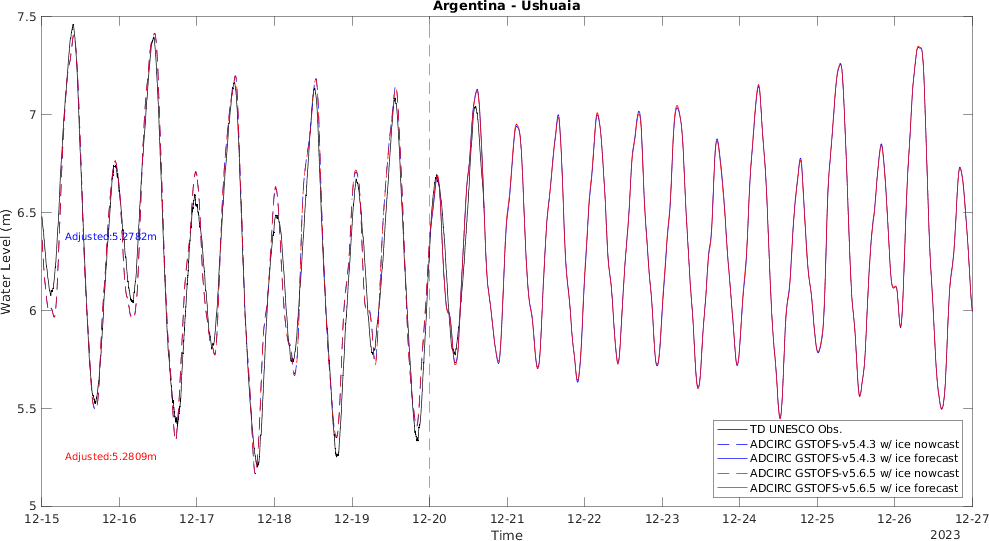 Argentina - Ushuaia
Water Level (m)
7.5
7
6.5
6
5.5
5
Adjusted:5.2782m
Adjusted:5.2809m
TD UNESCO Obs.
ADCIRC GSTOFS-v5.4.3 w/ ice nowcast
ADCIRC GSTOFS-v5.4.3 w/ ice forecast
ADCIRC GSTOFS-v5.6.5 w/ ice nowcast
ADCIRC GSTOFS-v5.6.5 w/ ice forecast
12-15 12-16 12-17 12-18 12-19 12-20 12-21 12-22 12-23 12-24 12-25 12-26 12-27
Time
2023